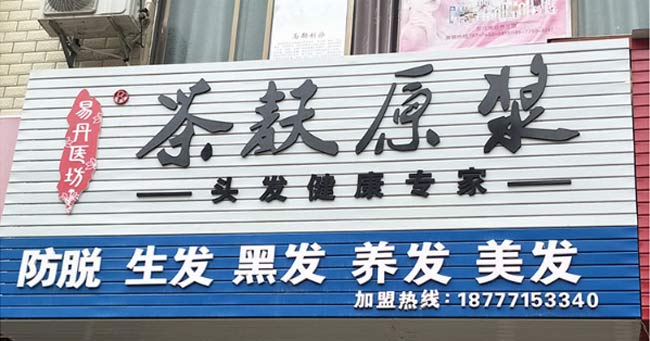 易丹医坊
茶麸原浆
头发健康专家
防脱 生发 黑发 养发 美发
加盟热线：18777153340